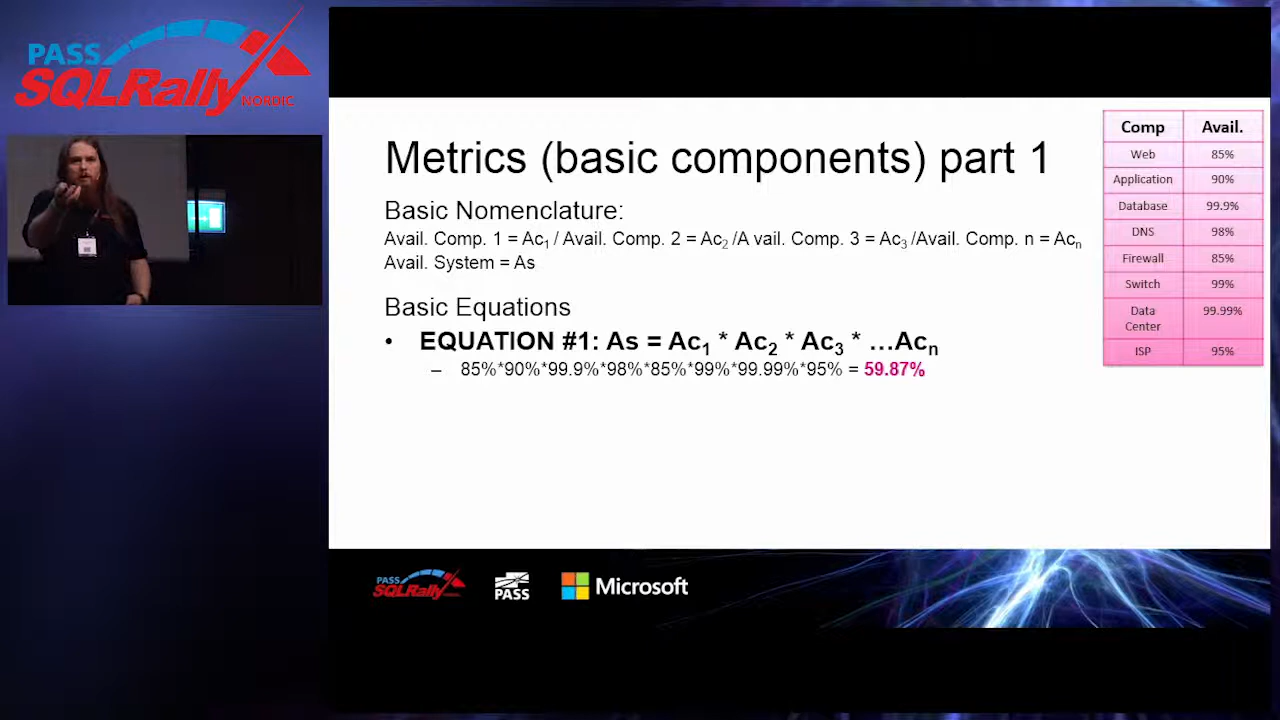 PASS
SQLRally
NORDIC
Metrics (basic components) part 1
Basic Nomenclature:
Avail. Comp. 1 = Ac1 / Avail. Comp. 2 = Ac2 /A vail. Comp. 3 = Ac3 /Avail. Comp. n = Acn
Avail. System = As
Basic Equations
• EQUATION #1: As = Ac1 * Ac2 * Ac3 * …Acn
– 85%*90%*99.9%*98%*85%*99%*99.99%*95% = 59.87%
Comp Avail.
Web 85%
Application 90%
Database 99.9%
DNS 98%
Firewall 85%
Switch 99%
Data Center 99.99%
ISP 95%
PASS
SQLRally
PASS
Microsoft